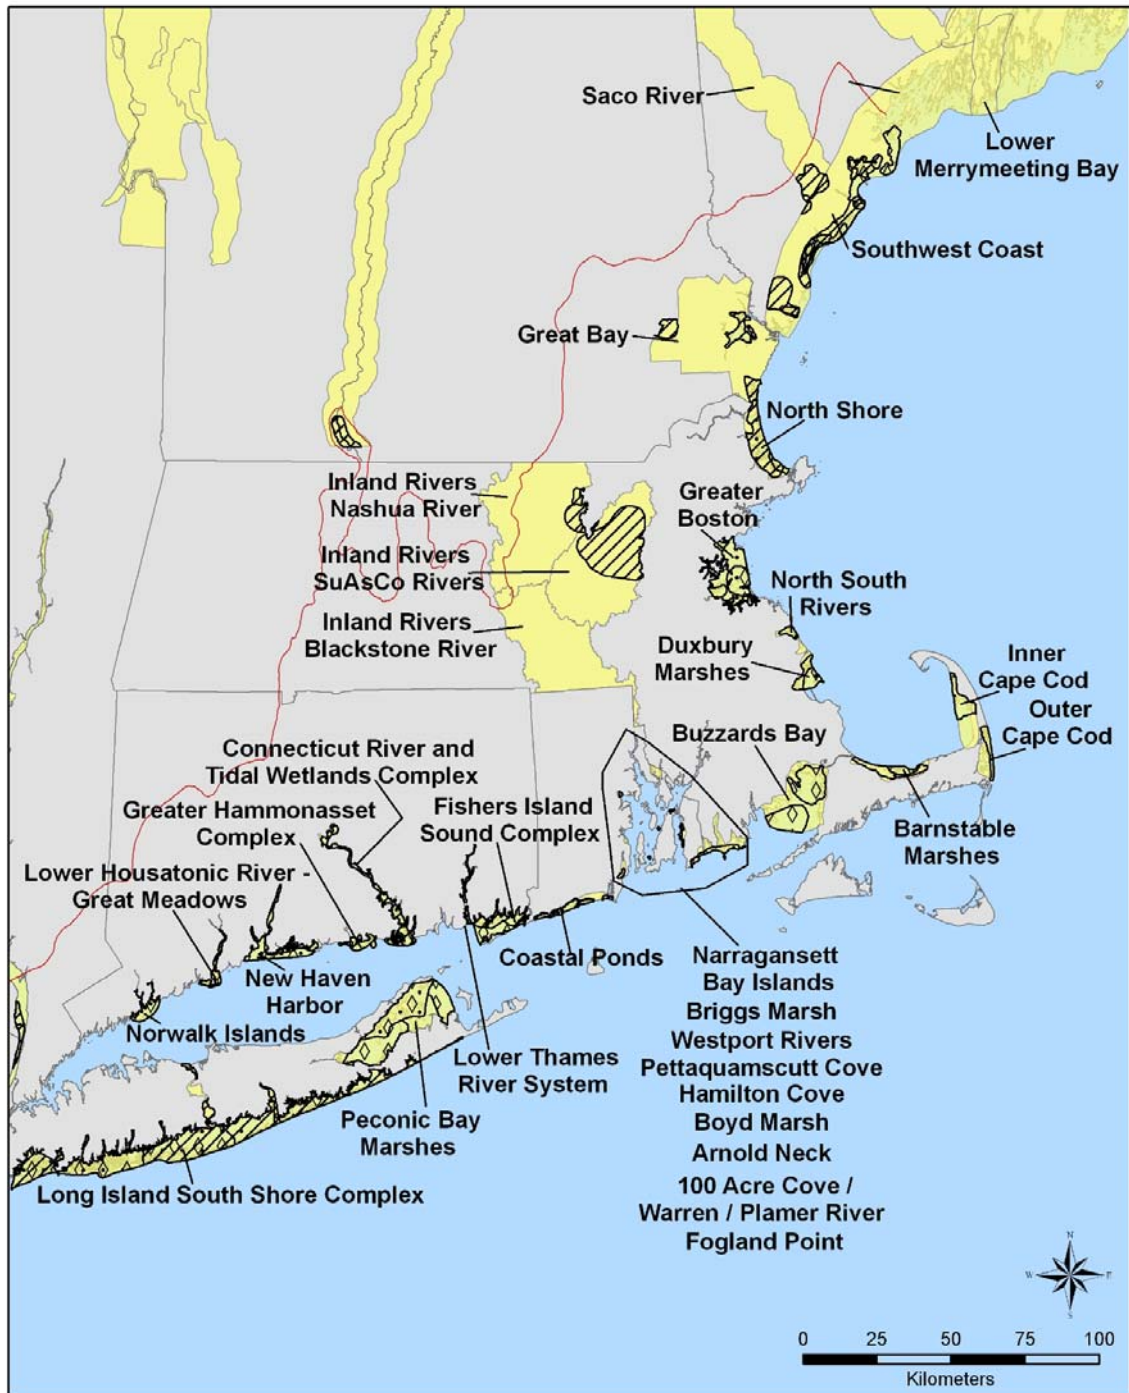 Saco River
Lower
Merrymeeting Bay
Southwest Coast
Great Bay
North Shore
Inland Rivers
Nashua River
Greater
Boston
Inland Rivers
SuAsCo Rivers
North South
Rivers
Inland Rivers
Blackstone River
Duxbury
Marshes
Inner
Cape Cod
Outer
Cape Cod
Buzzards Bay
Connecticut River and
Tidal Wetlands Complex
Greater Hammonasset
Complex
Fishers Island
Sound Complex
Barnstable
Marshes
Lower Housatonic River -
Great Meadows
New Haven
Harbor
Coastal Ponds
Norwalk Islands
Lower Thames
River System
Peconic Bay
Marshes
Long Island South Shore Complex
Narragansett
Bay Islands
Briggs Marsh
Westport Rivers
Pettaquamscutt Cove
Hamilton Cove
Boyd Marsh
Arnold Neck
100 Acre Cove /
Warren / Plamer River
Fogland Point
N
W E
S
0 25 50 75 100
Kilometers